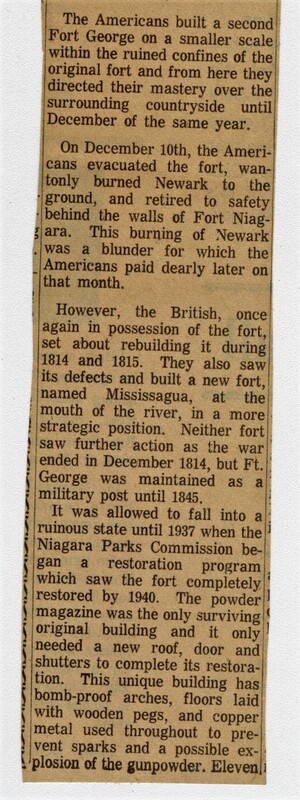 The Americans built a second
Fort George on a smaller scale
within the ruined confines of the
original fort and from here they
directed their mastery over the
surrounding countryside until
December of the same year.
On December 10th, the Ameri-
cans evacuated the fort, wan-
tonly burned Newark to the
ground, and retired to safety
behind the walls of Fort Niag-
ara. This burning of Newark
was a blunder for which the
Americans paid dearly later on
that month.
However, the British, once
again in possession of the fort,
set about rebuilding it during
1814 and 1815. They also saw
its defects and built a new fort,
named Mississagua, at the
mouth of the river, in a more
strategic position. Neither fort
saw further action as the war
ended in December 1814, but Ft.
George was maintained as a
military post until 1845.
It was allowed to fall into a
ruinous state until 1937 when the
Niagara Parks Commission be-
gan a restoration program
which saw the fort completely
restored by 1940. The powder
magazine was the only surviving
original building and it only
needed a new roof, door and
shutters to complete its restora-
tion. This unique building has
bomb-proof arches, floors laid
with wooden pegs, and copper
metal used throughout to pre-
vent sparks and a possible ex-
plosion of the gunpowder. Eleven